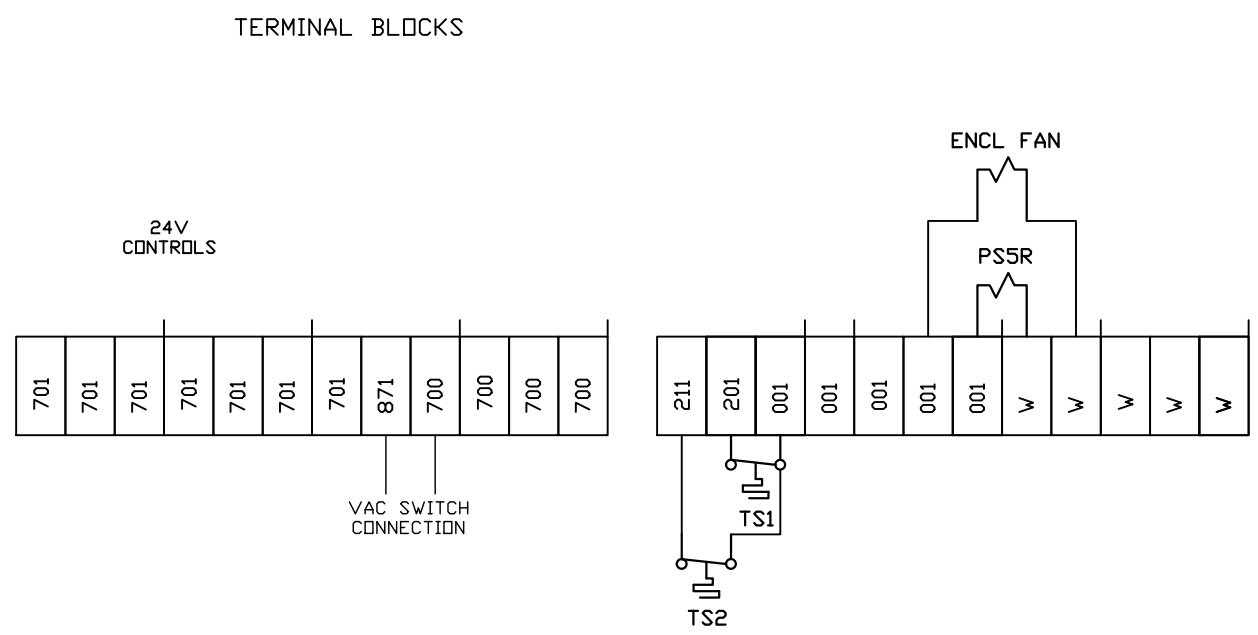 TERMINAL BLOCKS
ENCL FAN
24V
CONTROLS
PS5R
701 701 701 701 701 701 701 871 700 700 700 700
211 201 001 001 001 001 001 W W W W W
VAC SWITCH
CONNECTION
TS1
TS2